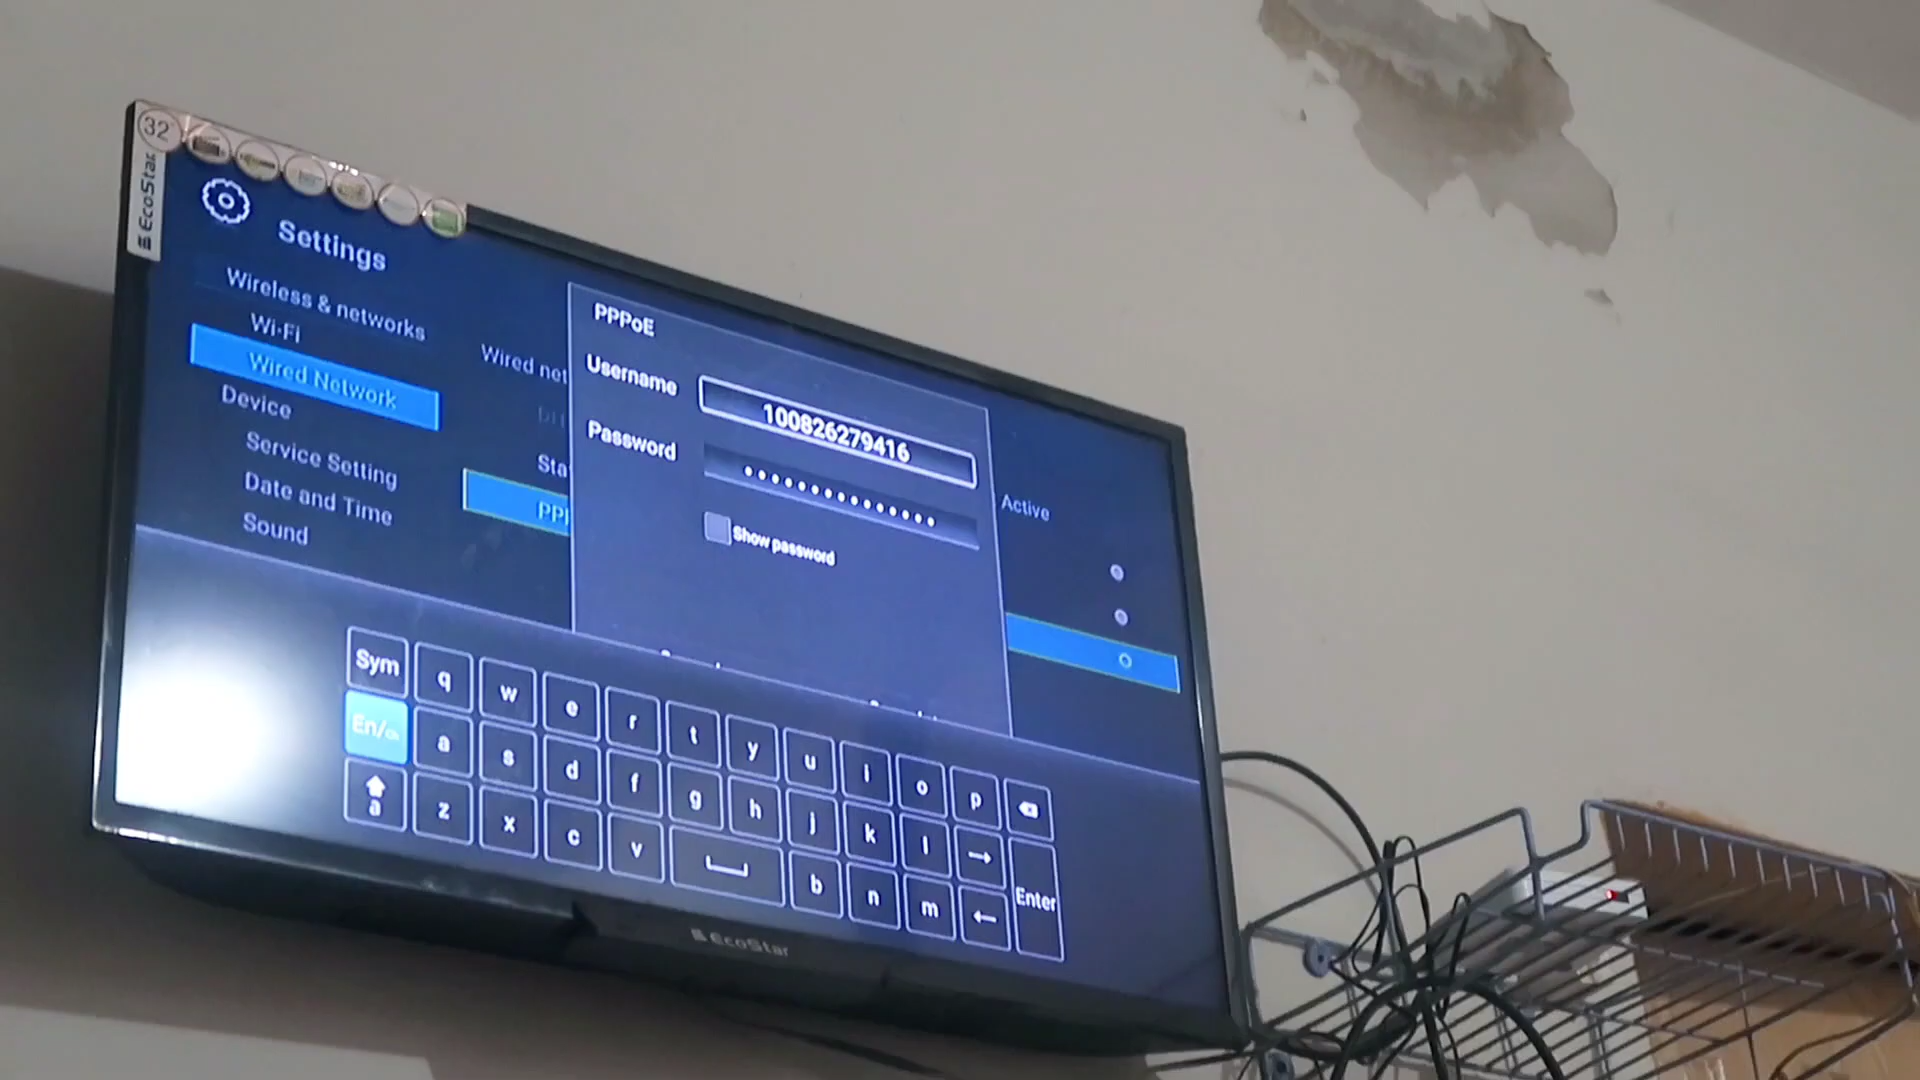 32"
EcoStar
Settings
Wireless & networks
Wi-Fi
Wired Network
Device
Service Setting
Date and Time
Sound
Wired net
Sta
PPP
PPPoE
Username
100826279416
Password
Show password
Active
Sym q w e r t y u i o p
En/ a s d f g h j k l → Enter
a z x c v b n m ←
EcoStar